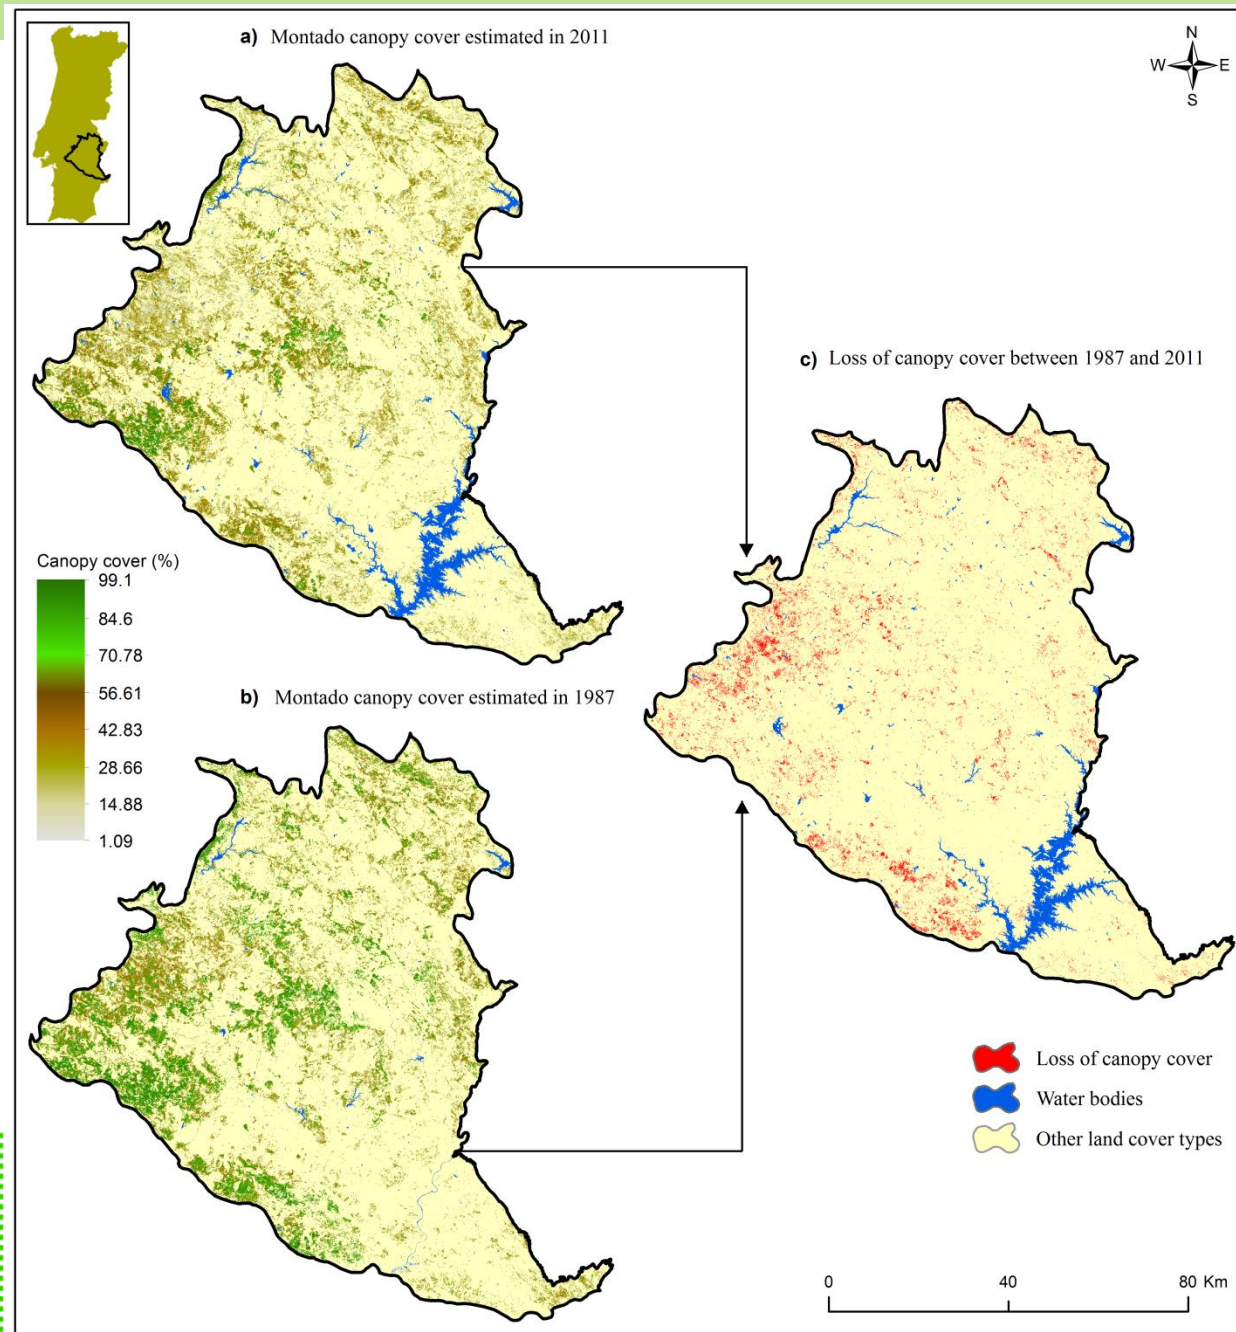 a) Montado canopy cover estimated in 2011
N
W E
S
c) Loss of canopy cover between 1987 and 2011
Canopy cover (%)
99.1
84.6
70.78
56.61
42.83
28.66
14.88
1.09
b) Montado canopy cover estimated in 1987
Loss of canopy cover
Water bodies
Other land cover types
0 40 80 Km